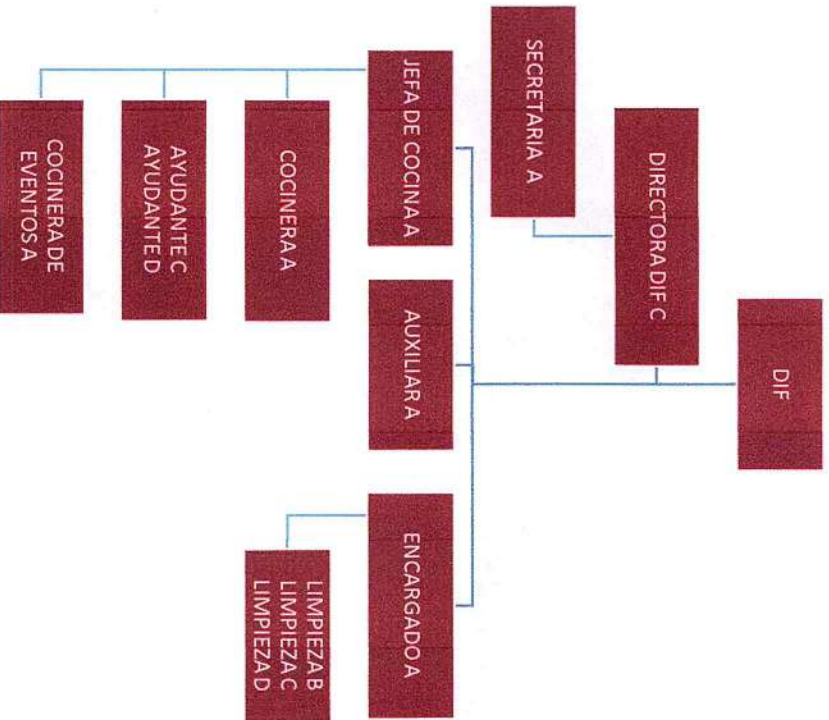 DIF
DIRECTORA DIF C
SECRETARIA A
JEFA DE COCINA A
AUXILIAR A
ENCARGADO A
COCINERA A
AYUDANTE C
AYUDANTE D
COCINERA DE
EVENTOS A
LIMPIEZA B
LIMPIEZA C
LIMPIEZA D